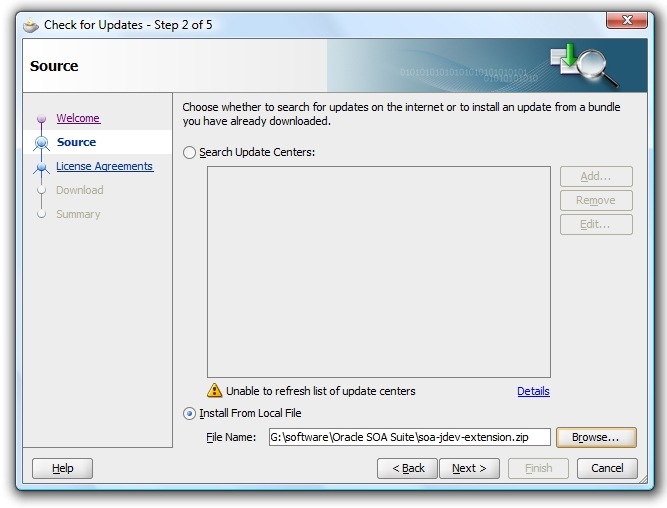 Check for Updates - Step 2 of 5
Source
01010101010101010101010101
Welcome
Source
License Agreements
Download
Summary
Choose whether to search for updates on the internet or to install an update from a bundle
you have already downloaded.
Search Update Centers:
Add...
Remove
Edit...
Unable to refresh list of update centers
Details
Install From Local File
File Name:
G:\software\Oracle SOA Suite\soa-jdev-extension.zip
Browse...
Help
< Back
Next >
Finish
Cancel